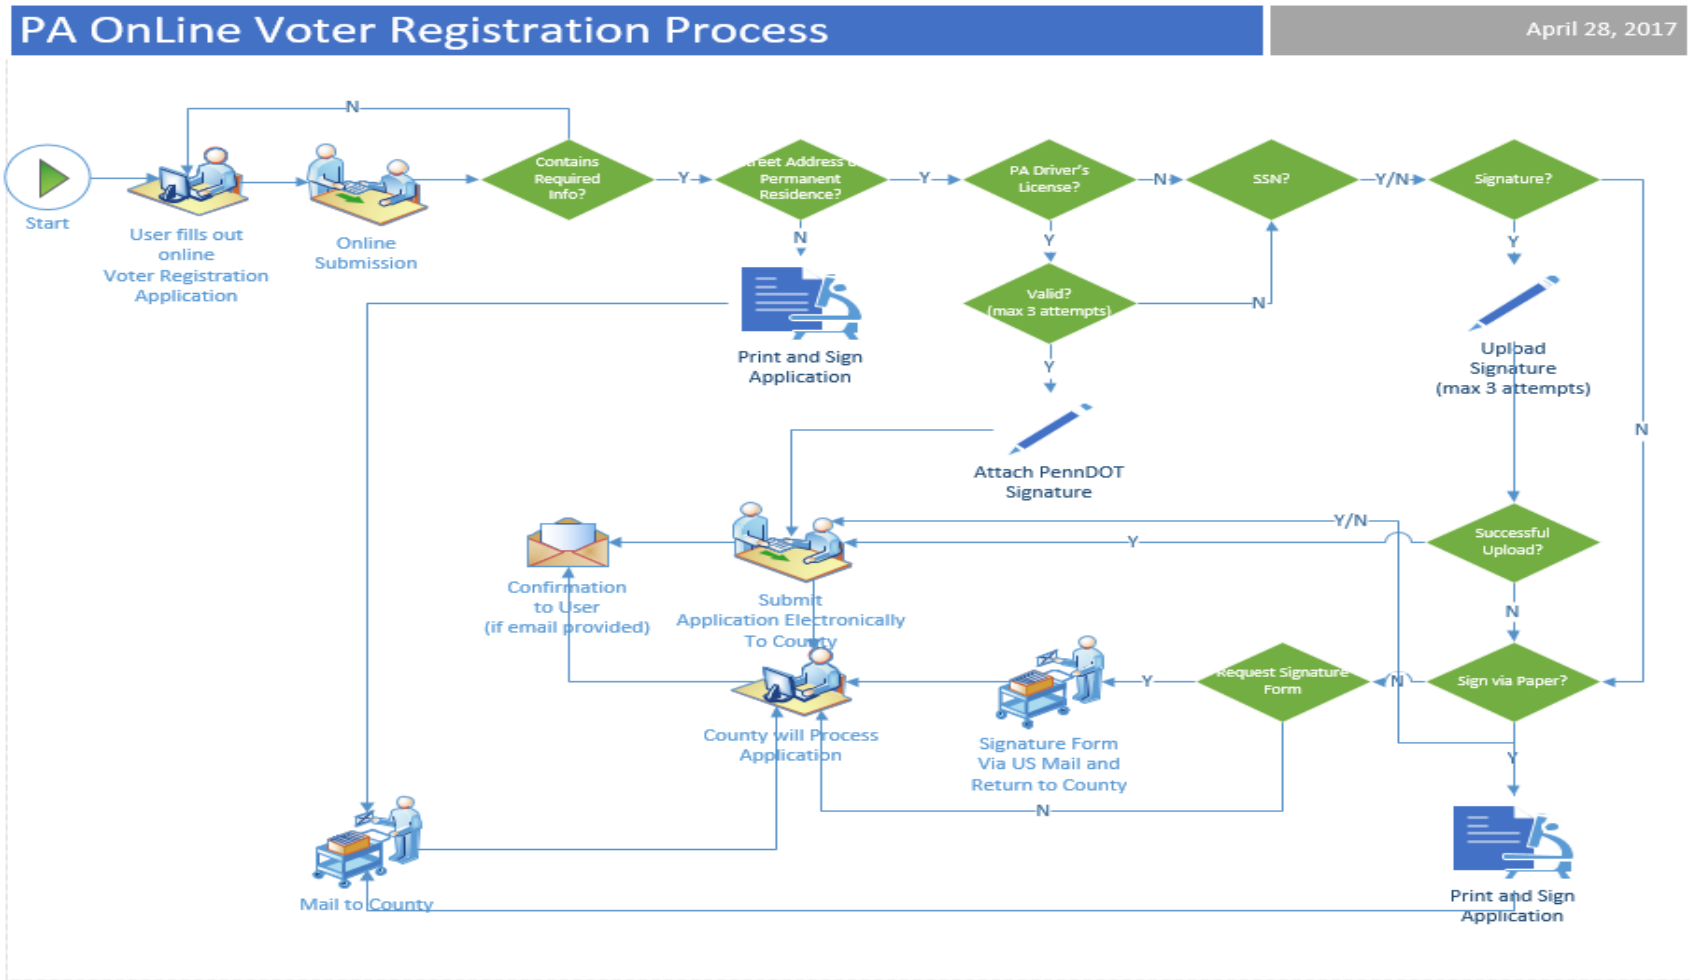 PA OnLine Voter Registration Process
April 28, 2017
N
Start
User fills out
online
Voter Registration
Application
Online
Submission
Contains
Required
Info?
Y
Address
Permanent
Residence?
Y
PA Driver's
License?
N
SSN?
Y/N
Signature?
N
Y
Y
Print and Sign
Application
Valid?
(max 3 attempts)
N
Y
Upload
Signature
(max 3 attempts)
N
Attach PennDOT
Signature
Y/N
Y
Successful
Upload?
Confirmation
to User
(if email provided)
Submit
Application Electronically
To County
N
Y
Request Signature
Form
N
Sign via Paper?
County will Process
Application
Signature Form
Via US Mail and
Return to County
Y
N
Mail to County
Print and Sign
Application